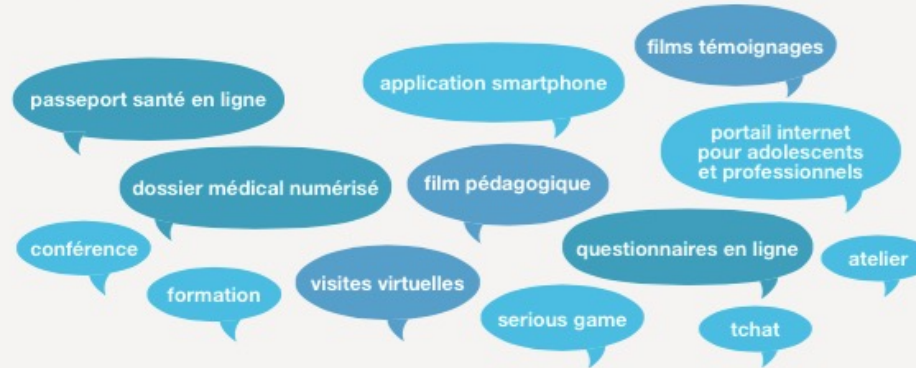 films témoignages
application smartphone
passeport santé en ligne
portail internet
pour adolescents
et professionnels
dossier médical numérisé
film pédagogique
conférence
questionnaires en ligne
atelier
formation
visites virtuelles
serious game
tchat